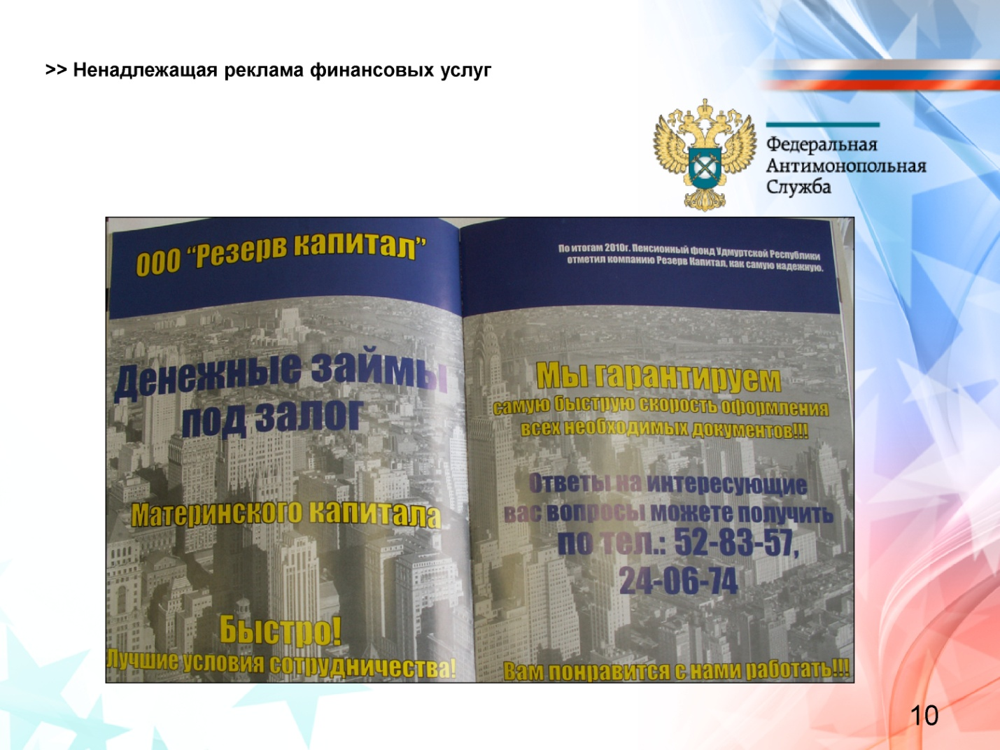 >> Ненадлежащая реклама финансовых услуг
Федеральная
Антимонопольная
Служба
ООО “Резерв капитал”
Денежные займы
под залог
Материнского капитала
Быстро!
Лучшие условия сотрудничества!
По итогам 2010г. Пенсионный фонд Удмуртской Республики
отметил компанию Резерв Капитал, как самую надежную.
Мы гарантируем
самую быструю скорость оформления
всех необходимых документов!!!
Ответы на интересующие
вас вопросы можете получить
по тел.: 52-83-57,
24-06-74
Вам понравится с нами работать!!!
10